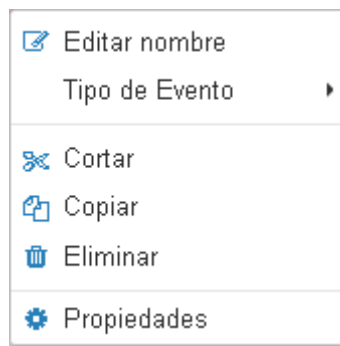 Editar nombre
Tipo de Evento
Cortar
Copiar
Eliminar
Propiedades